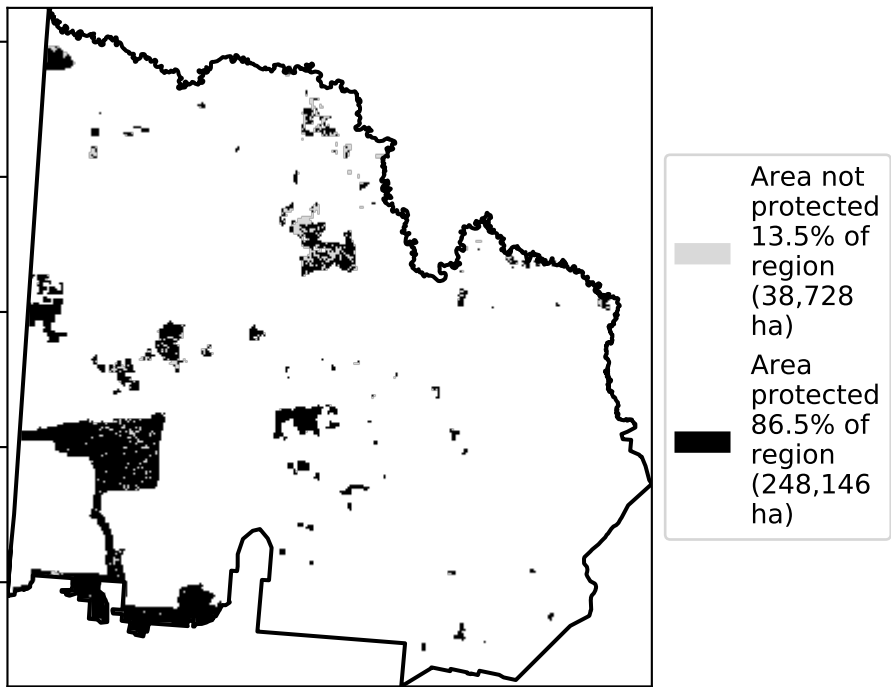 Area not
protected
13.5% of
region
(38,728
ha)
Area
protected
86.5% of
region
(248,146
ha)